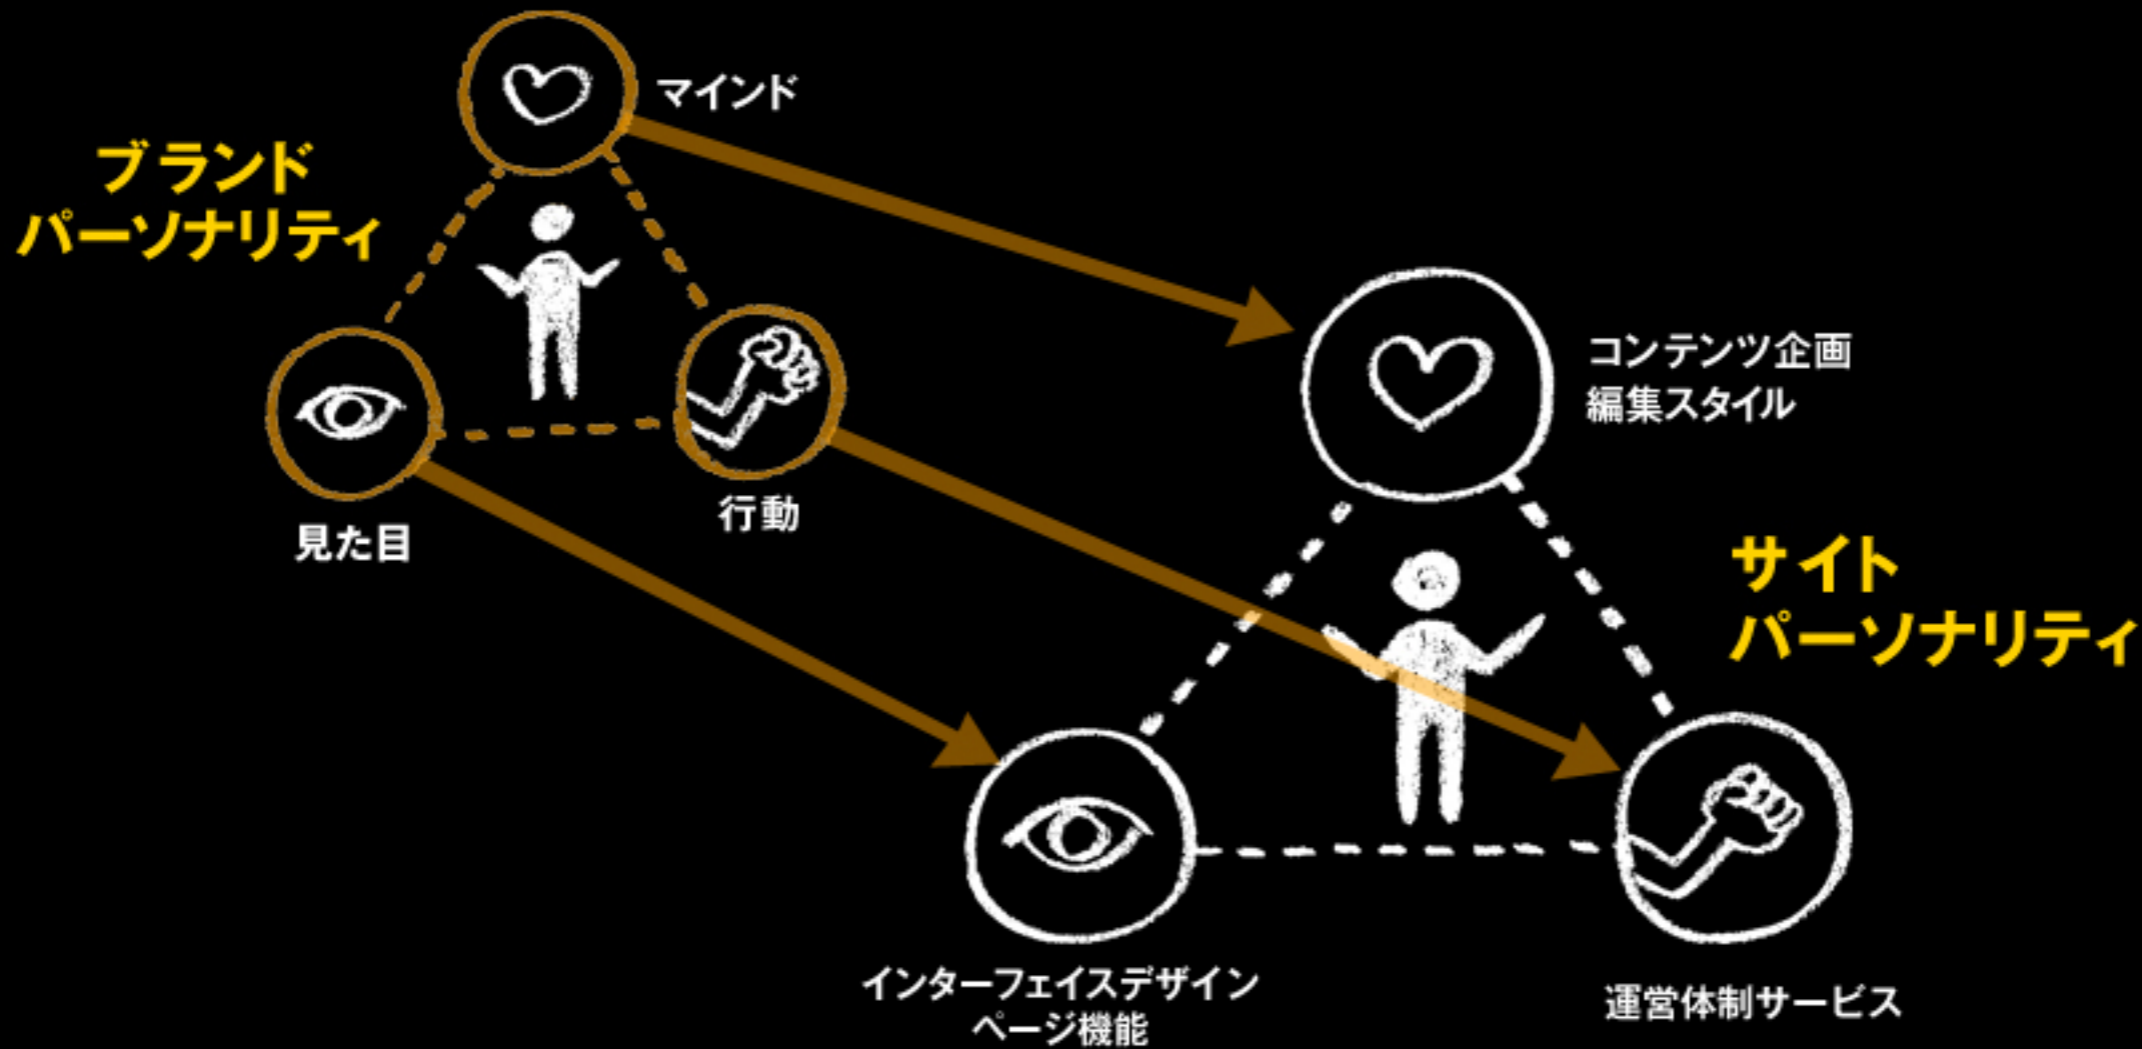 マインド
ブランド
パーソナリティ
見た目
行動
コンテンツ企画
編集スタイル
サイト
パーソナリティ
インターフェイスデザイン
ページ機能
運営体制サービス